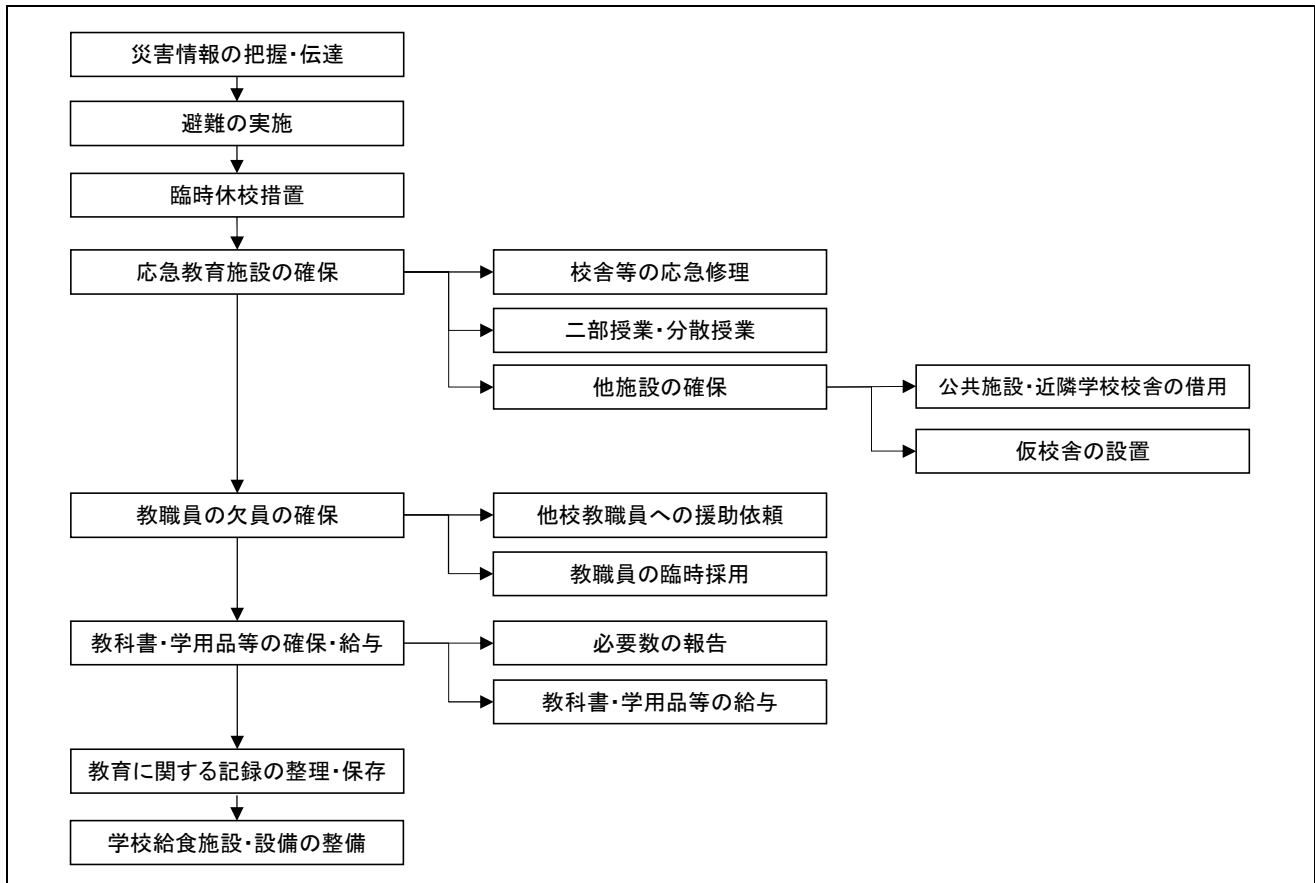 災害情報の把握・伝達
避難の実施
臨時休校措置
応急教育施設の確保
校舎等の応急修理
二部授業・分散授業
他施設の確保
公共施設・近隣学校校舎の借用
仮校舎の設置
教職員の欠員の確保
他校教職員への援助依頼
教職員の臨時採用
教科書・学用品等の確保・給与
必要数の報告
教科書・学用品等の給与
教育に関する記録の整理・保存
学校給食施設・設備の整備